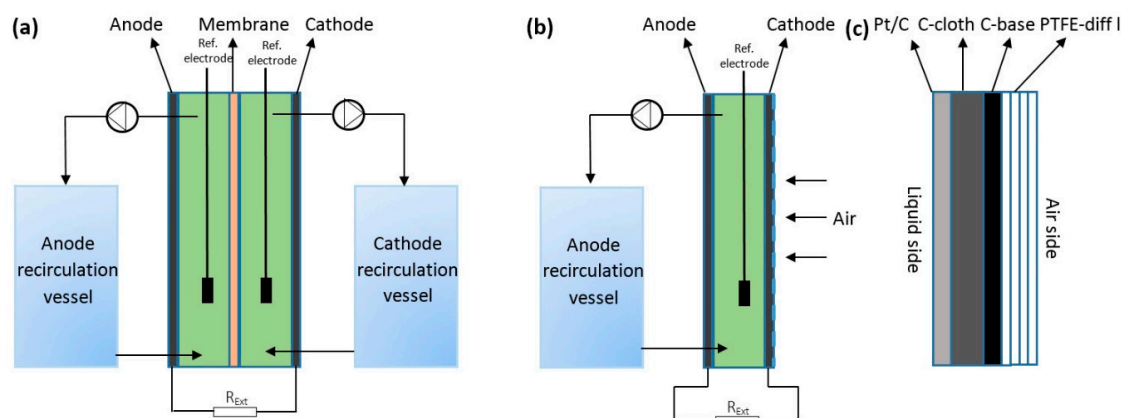 (a)
Anode
Membrane
Cathode
Ref.
electrode
Ref.
electrode
Anode
recirculation
vessel
Cathode
recirculation
vessel
RExt
(b)
Anode
Cathode
Ref.
electrode
Anode
recirculation
vessel
Air
RExt
(c)
Pt/C C-cloth C-base PTFE-diff l
Liquid side
Air side